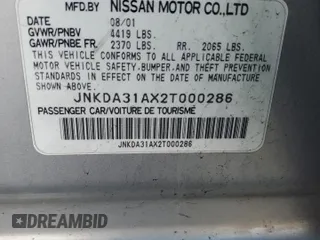 MFD.BY NISSAN MOTOR CO.,LTD
DATE 08/01
GVWR/PNBV 4419 LBS.
GAWR/PNBE FR. 2370 LBS. RR. 2065 LBS.
THIS VEHICLE CONFORMS TO ALL APPLICABLE FEDERAL
MOTOR VEHICLE SAFETY, BUMPER, AND THEFT
PREVENTION STANDARDS IN EFFECT ON THE DATE OF MANUFACTURE
SHOWN ABOVE.
JNKDA31AX2T000286
PASSENGER CAR/VOITURE DE TOURISME
JNKDA31AX2T000286
© DREAMBID.COM